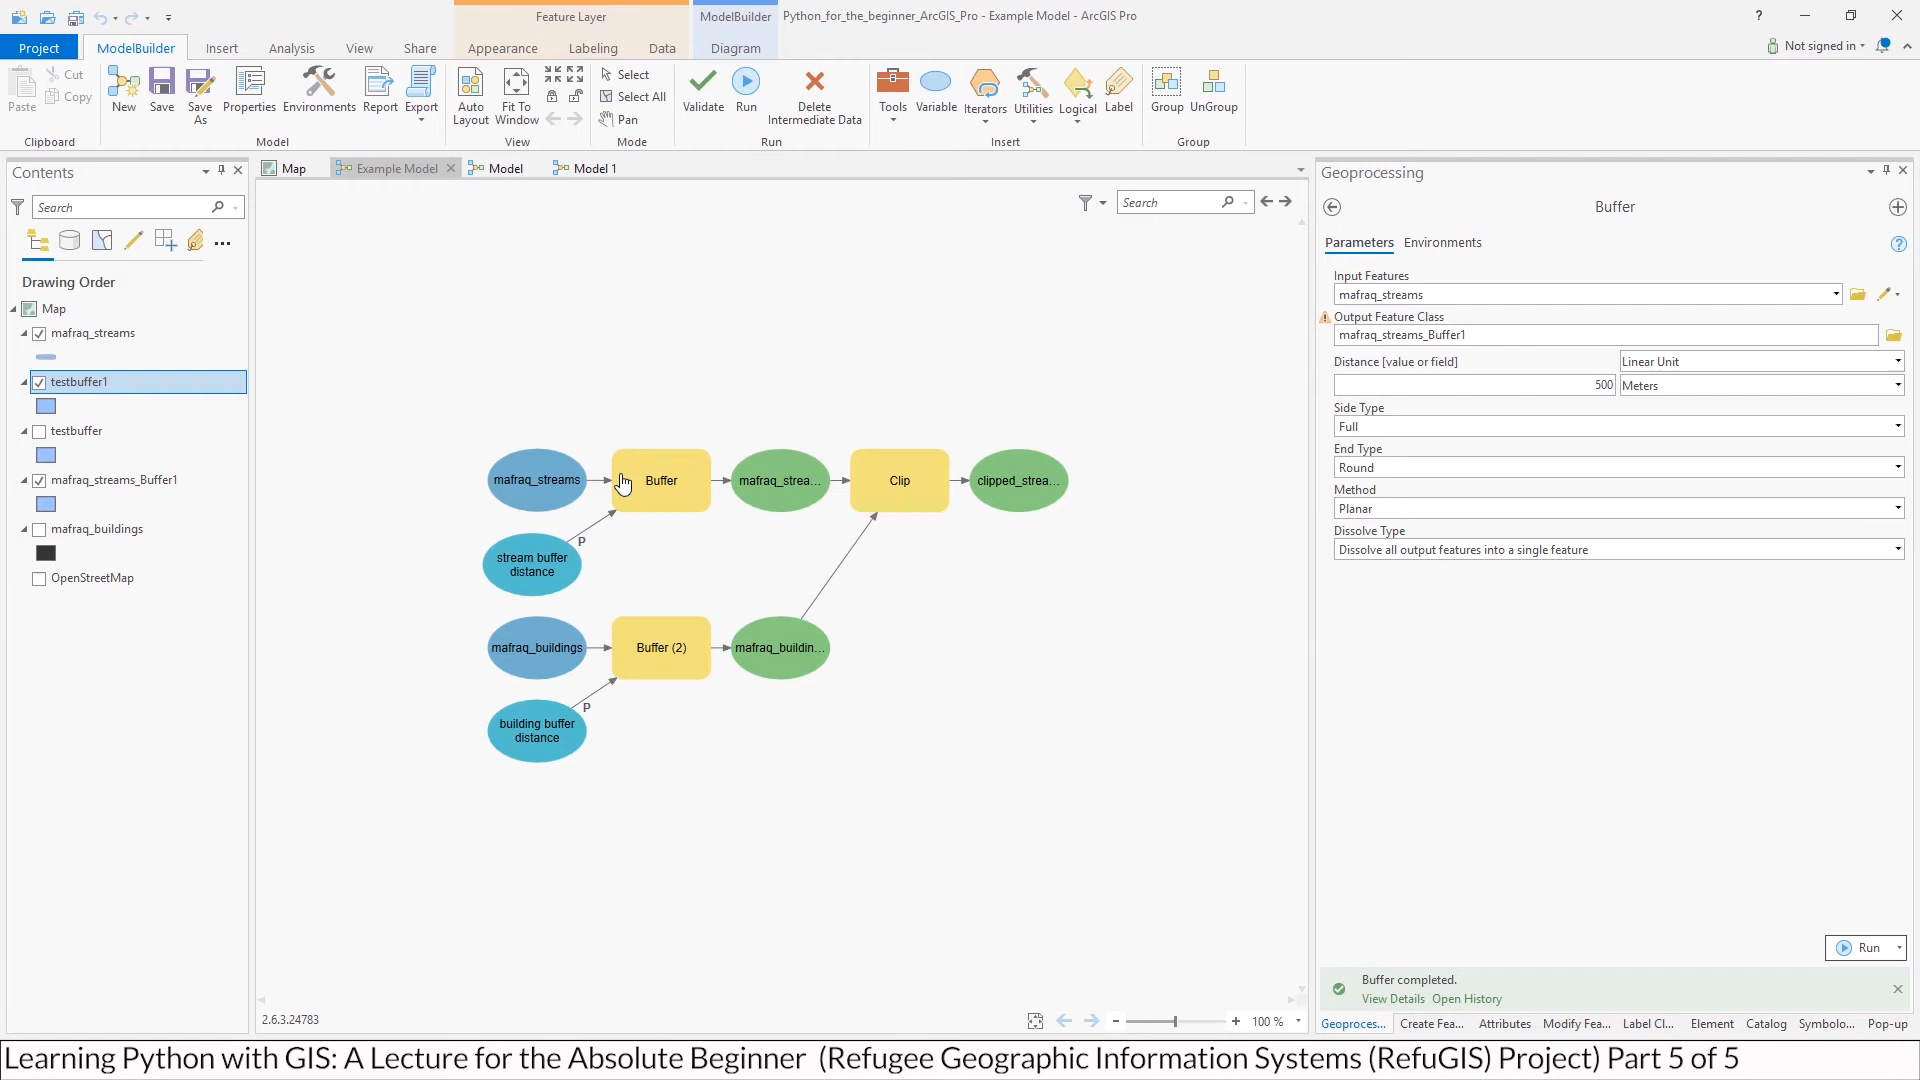 Feature Layer
ModelBuilder
Python_for_the_beginner_ArcGIS_Pro - Example Model - ArcGIS Pro
?
Project
ModelBuilder
Insert
Analysis
View
Share
Appearance
Labeling
Data
Diagram
Not signed in
Paste
Cut
Copy
Clipboard
New
Save
Save As
Properties
Environments
Report
Export
Model
Auto Layout
Fit To Window
View
Select
Select All
Pan
Mode
Validate
Run
Delete Intermediate Data
Run
Tools
Variable
Iterators
Utilities
Logical
Label
Insert
Group
UnGroup
Group
Contents
Search
Drawing Order
Map
mafraq_streams
testbuffer1
testbuffer
mafraq_streams_Buffer1
mafraq_buildings
OpenStreetMap
Map
Example Model
Model
Model 1
Search
mafraq_streams
Buffer
mafraq_strea...
Clip
clipped_strea...
P
stream buffer
distance
mafraq_buildings
Buffer (2)
mafraq_buildin...
P
building buffer
distance
2.6.3.24783
100 %
Geoprocessing
Buffer
Parameters
Environments
?
Input Features
mafraq_streams
Output Feature Class
mafraq_streams_Buffer1
Distance [value or field]
Linear Unit
500
Meters
Side Type
Full
End Type
Round
Method
Planar
Dissolve Type
Dissolve all output features into a single feature
Run
Buffer completed.
View Details Open History
Geoproces...
Create Fea...
Attributes
Modify Fea...
Label Cl...
Element
Catalog
Symbolo...
Pop-up
Learning Python with GIS: A Lecture for the Absolute Beginner (Refugee Geographic Information Systems (RefuGIS) Project) Part 5 of 5